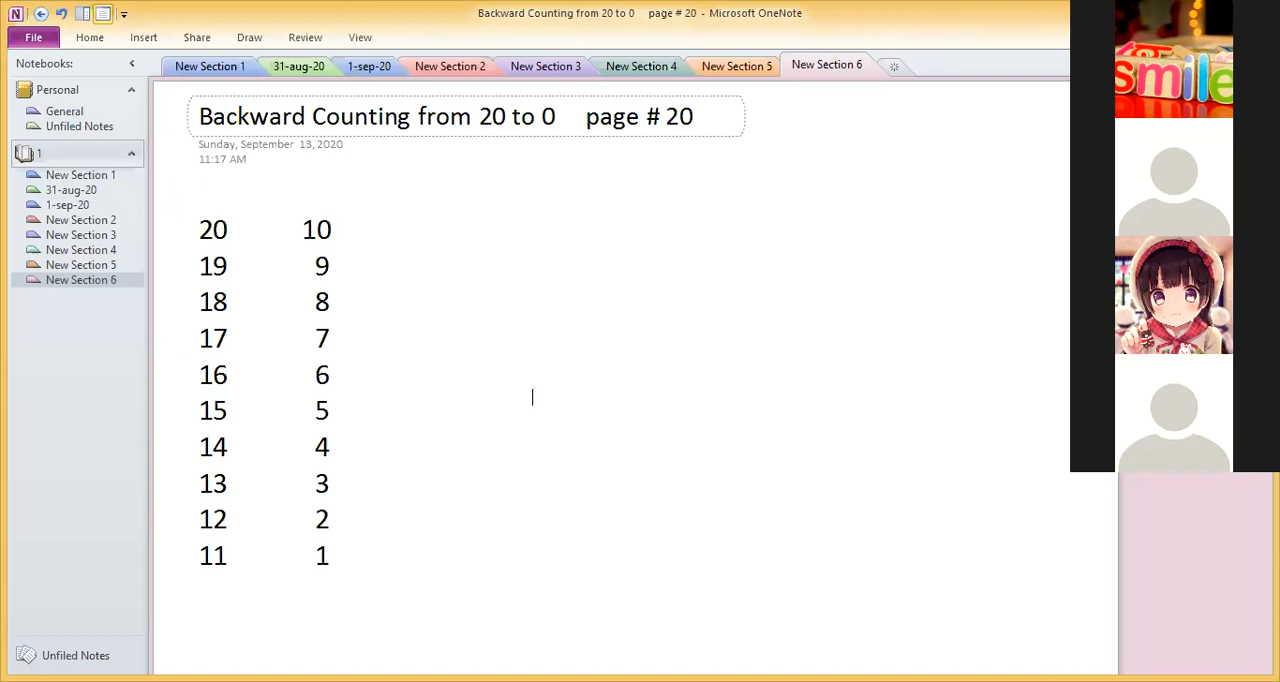 Backward Counting from 20 to 0 page # 20 - Microsoft OneNote
File Home Insert Share Draw Review View
Notebooks:
New Section 1 31-aug-20 1-sep-20 New Section 2 New Section 3 New Section 4 New Section 5 New Section 6
Personal
General
Unfiled Notes
1
New Section 1
31-aug-20
1-sep-20
New Section 2
New Section 3
New Section 4
New Section 5
New Section 6
Unfiled Notes
Backward Counting from 20 to 0 page # 20
Sunday, September 13, 2020
11:17 AM
20 10
19 9
18 8
17 7
16 6
15 5
14 4
13 3
12 2
11 1
smile